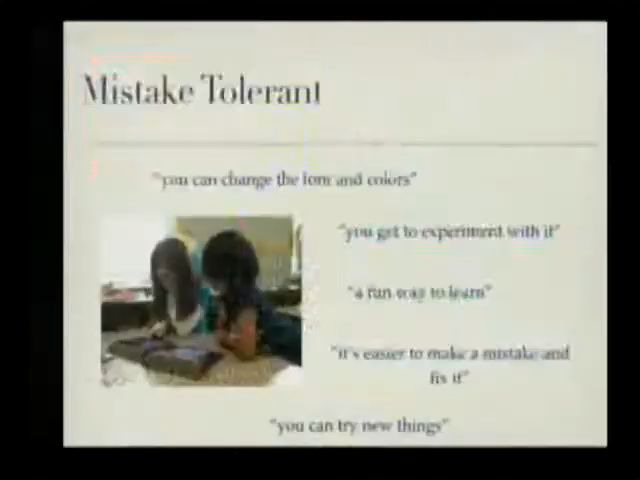 Mistake Tolerant
"you can change the font and colors"
"you get to experiment with it"
"a fun way to learn"
"it's easier to make a mistake and
fix it"
"you can try new things"